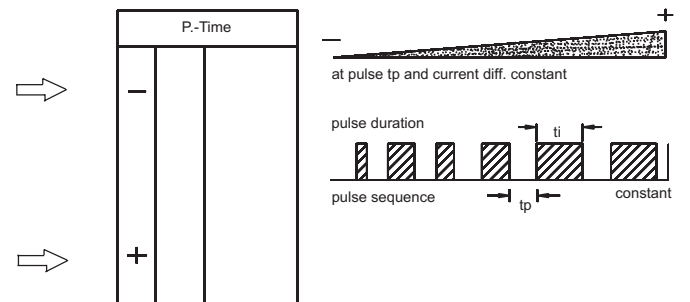 P.-Time
−
+
− +
at pulse tp and current diff. constant
pulse duration
ti
pulse sequence
tp
constant